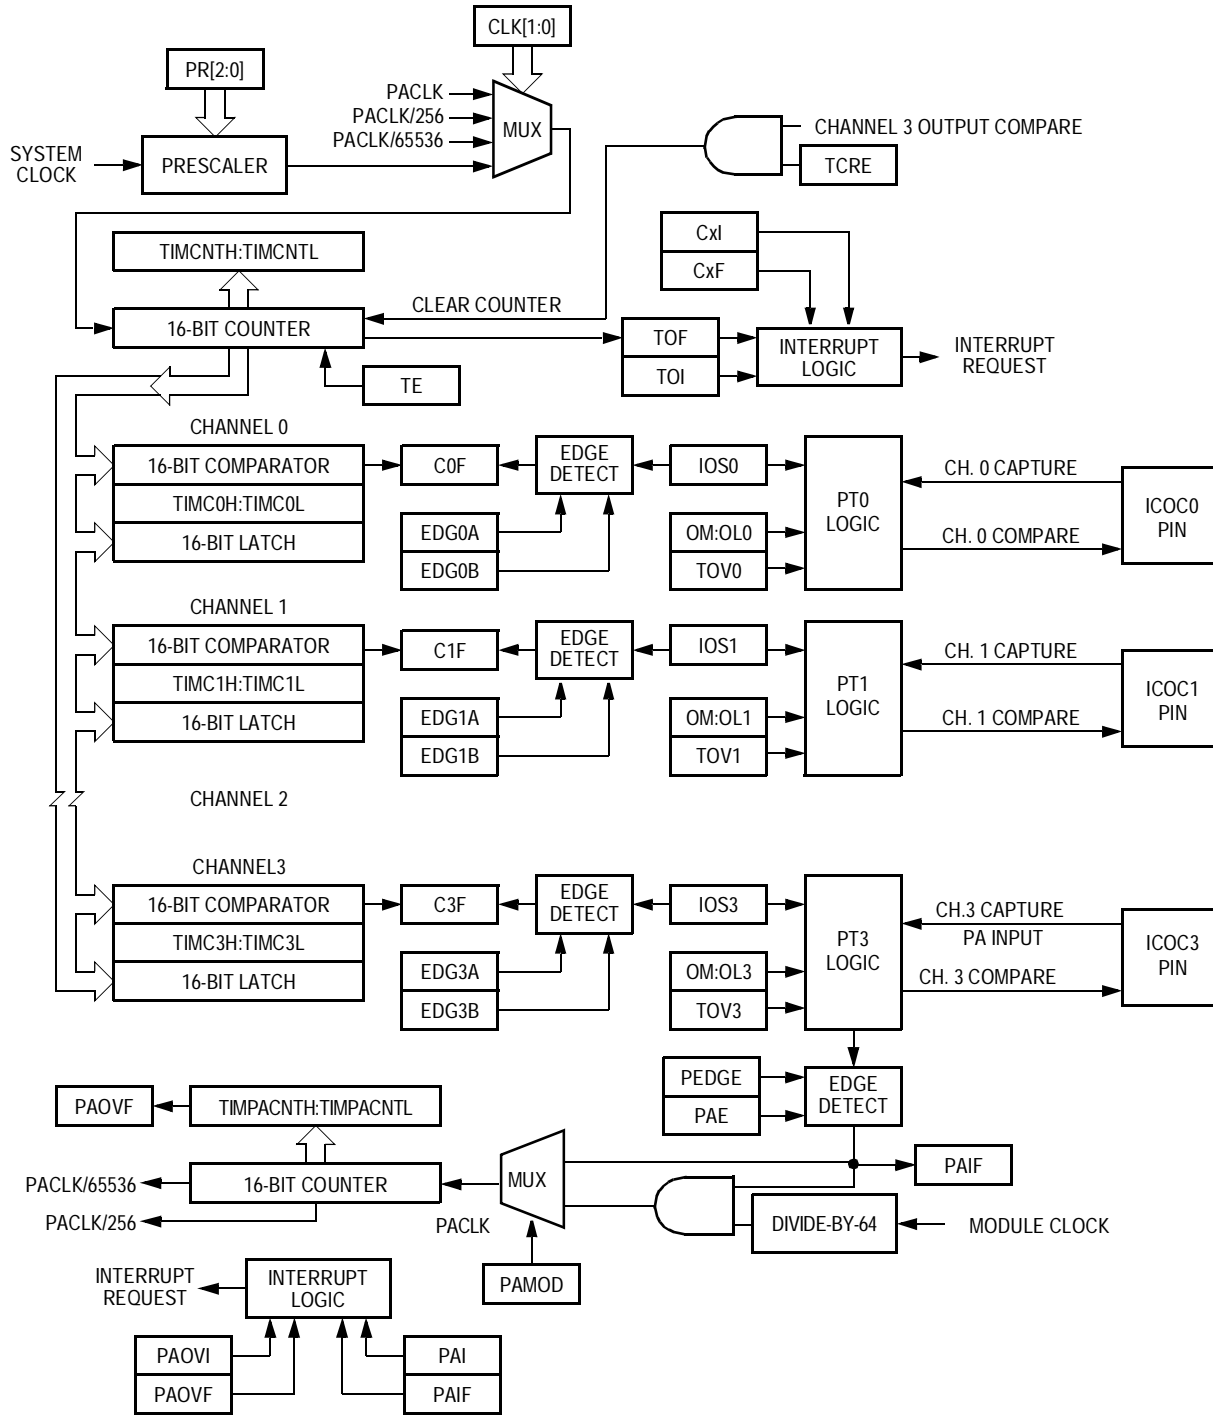 CLK[1:0]
PR[2:0]
PACLK
PACLK/256
PACLK/65536
MUX
CHANNEL 3 OUTPUT COMPARE
SYSTEM
CLOCK
PRESCALER
TCRE
TIMCNTH:TIMCNTL
CxI
CxF
CLEAR COUNTER
16-BIT COUNTER
TOF
TOI
INTERRUPT
LOGIC
INTERRUPT
REQUEST
TE
CHANNEL 0
16-BIT COMPARATOR
TIMC0H:TIMC0L
16-BIT LATCH
C0F
EDGE
DETECT
IOS0
EDG0A
EDG0B
OM:OL0
TOV0
PT0
LOGIC
CH. 0 CAPTURE
CH. 0 COMPARE
ICOC0
PIN
CHANNEL 1
16-BIT COMPARATOR
TIMC1H:TIMC1L
16-BIT LATCH
C1F
EDGE
DETECT
IOS1
EDG1A
EDG1B
OM:OL1
TOV1
PT1
LOGIC
CH. 1 CAPTURE
CH. 1 COMPARE
ICOC1
PIN
CHANNEL 2
CHANNEL3
16-BIT COMPARATOR
TIMC3H:TIMC3L
16-BIT LATCH
C3F
EDGE
DETECT
IOS3
EDG3A
EDG3B
OM:OL3
TOV3
PT3
LOGIC
CH.3 CAPTURE
PA INPUT
CH. 3 COMPARE
ICOC3
PIN
PEDGE
PAE
EDGE
DETECT
PAOVF
TIMPACNTH:TIMPACNTL
PAIF
MUX
PACLK/65536
16-BIT COUNTER
PACLK/256
PACLK
DIVIDE-BY-64
MODULE CLOCK
PAMOD
INTERRUPT
REQUEST
INTERRUPT
LOGIC
PAOVI
PAOVF
PAI
PAIF